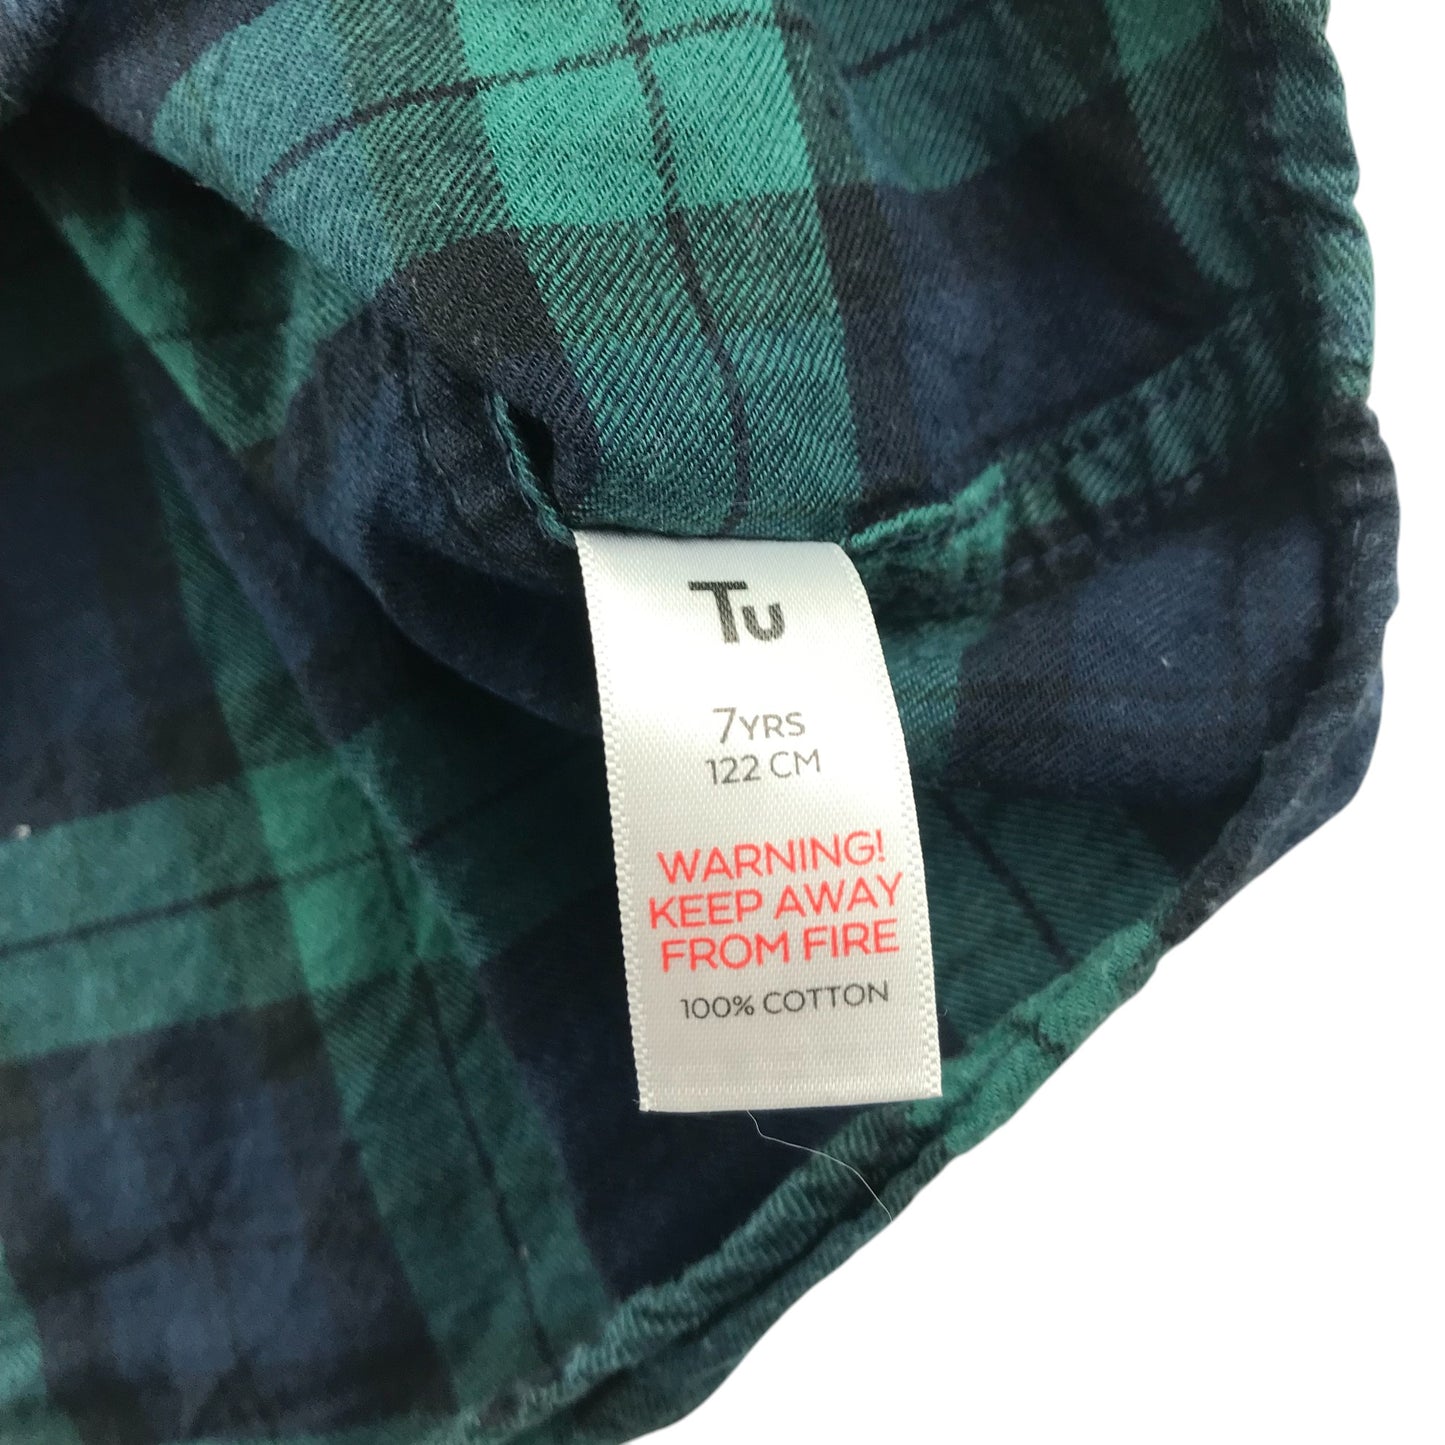 Tu
7YRS
122 CM
WARNING!
KEEP AWAY
FROM FIRE
100% COTTON